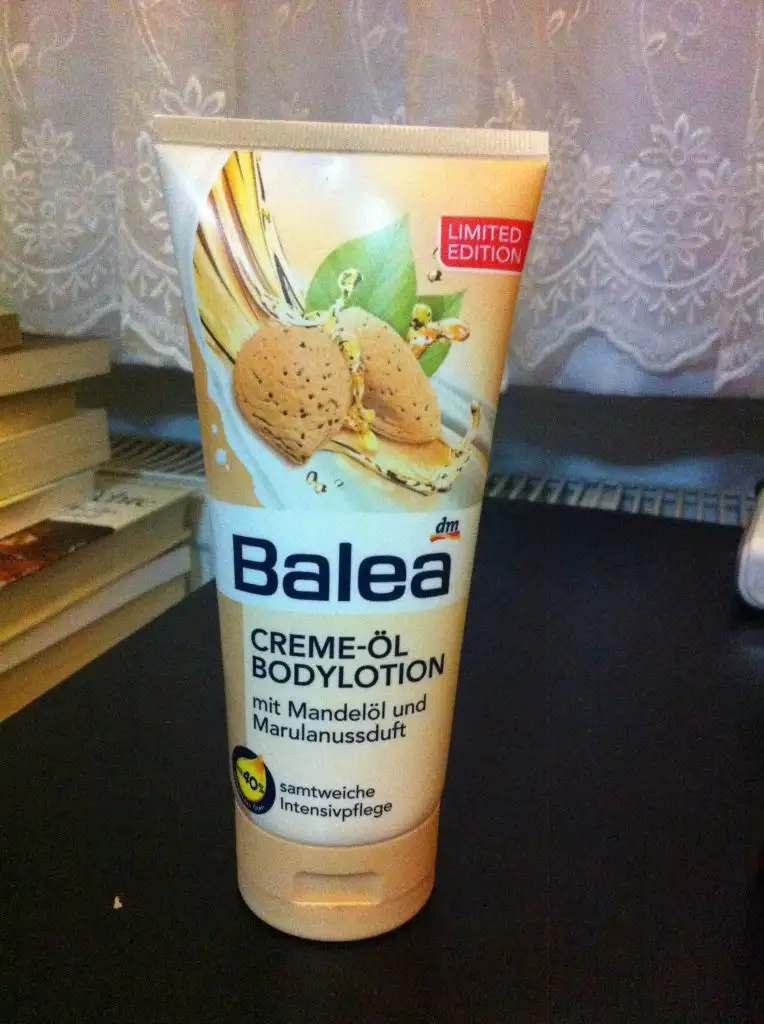 LIMITED
EDITION
dm
Balea
CREME-ÖL
BODYLOTION
mit Mandelöl und
Marulanussduft
40%
samtweiche
Intensivpflege